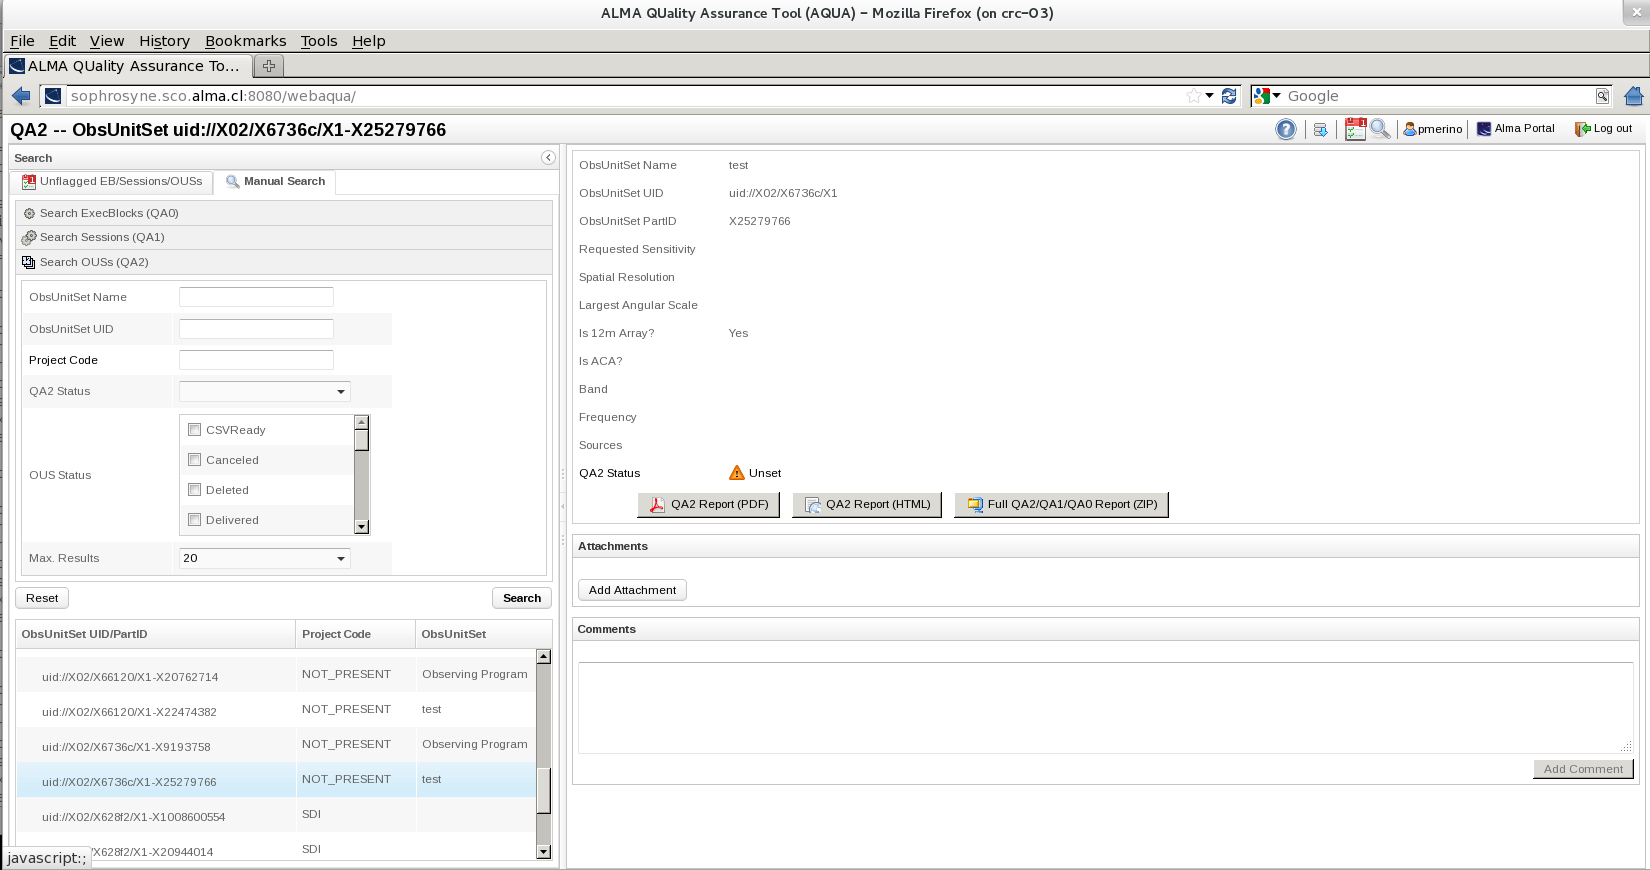 ALMA QUality Assurance Tool (AQUA) - Mozilla Firefox (on crc-03)
File Edit View History Bookmarks Tools Help
ALMA QUality Assurance To...
sophrosyne.sco.alma.cl:8080/webaqua/
Google
QA2 -- ObsUnitSet uid://X02/X6736c/X1-X25279766
pmerino
Alma Portal
Log out
Search
Unflagged EB/Sessions/OUSs
Manual Search
Search ExecBlocks (QA0)
Search Sessions (QA1)
Search OUSs (QA2)
ObsUnitSet Name
ObsUnitSet UID
Project Code
QA2 Status
OUS Status
CSVReady
Canceled
Deleted
Delivered
Max. Results
20
Reset
Search
ObsUnitSet UID/PartID Project Code ObsUnitSet
uid://X02/X66120/X1-X20762714 NOT_PRESENT Observing Program
uid://X02/X66120/X1-X22474382 NOT_PRESENT test
uid://X02/X6736c/X1-X9193758 NOT_PRESENT Observing Program
uid://X02/X6736c/X1-X25279766 NOT_PRESENT test
uid://X02/X628f2/X1-X1008600554 SDI
/X628f2/X1-X20944014 SDI
javascript:;
ObsUnitSet Name test
ObsUnitSet UID uid://X02/X6736c/X1
ObsUnitSet PartID X25279766
Requested Sensitivity
Spatial Resolution
Largest Angular Scale
Is 12m Array? Yes
Is ACA?
Band
Frequency
Sources
QA2 Status Unset
QA2 Report (PDF)
QA2 Report (HTML)
Full QA2/QA1/QA0 Report (ZIP)
Attachments
Add Attachment
Comments
Add Comment